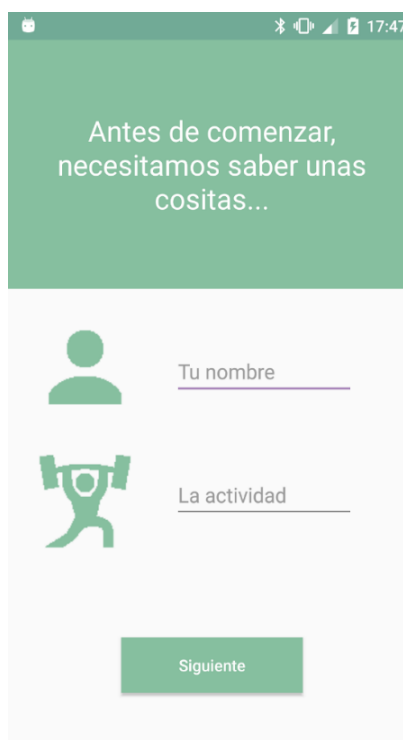 17:47
Antes de comenzar,
necesitamos saber unas
cositas...
Tu nombre
La actividad
Siguiente